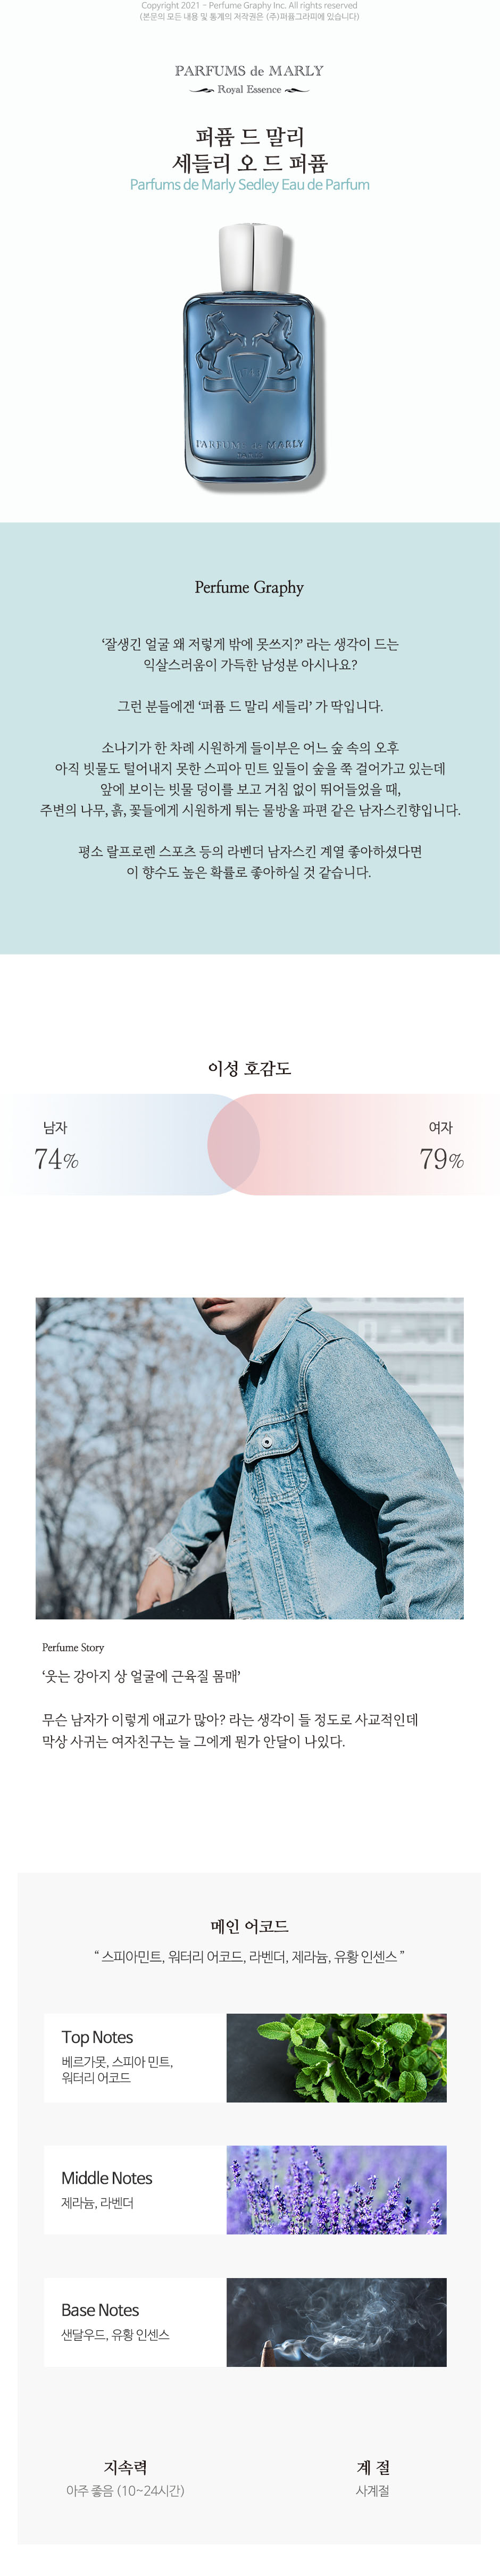 Copyright 2021 - Perfume Graphy Inc. All rights reserved
(본문의 모든 내용 및 통계의 저작권은 (주)퍼퓸그라피에 있습니다)
PARFUMS de MARLY
Royal Essence
퍼퓸 드 말리
세들리 오 드 퍼퓸
Parfums de Marly Sedley Eau de Parfum
PARFUMS de MARLY
Perfume Graphy
‘잘생긴 얼굴 왜 저렇게 밖에 못쓰지?’ 라는 생각이 드는
익살스러움이 가득한 남성분 아시나요?
그런 분들에겐 ‘퍼퓸 드 말리 세들리’ 가 딱입니다.
소나기가 한 차례 시원하게 들이부은 어느 숲 속의 오후
아직 빗물도 털어내지 못한 스피아 민트 잎들이 숲을 쭉 걸어가고 있는데
앞에 보이는 빗물 덩이를 보고 거침 없이 뛰어들었을 때,
주변의 나무, 흙, 꽃들에게 시원하게 튀는 물방울 파편 같은 남자스킨향입니다.
평소 랄프로렌 스포츠 등의 라벤더 남자스킨 계열 좋아하셨다면
이 향수도 높은 확률로 좋아하실 것 같습니다.
이성 호감도
남자
여자
74%
79%
Perfume Story
‘웃는 강아지 상 얼굴에 근육질 몸매’
무슨 남자가 이렇게 애교가 많아? 라는 생각이 들 정도로 사교적인데
막상 사귀는 여자친구는 늘 그에게 뭔가 안달이 나있다.
메인 어코드
“ 스피아민트, 워터리 어코드, 라벤더, 제라늄, 유황 인센스 ”
Top Notes
베르가못, 스피아 민트,
워터리 어코드
Middle Notes
제라늄, 라벤더
Base Notes
샌달우드, 유황 인센스
지속력
계 절
아주 좋음 (10~24시간)
사계절